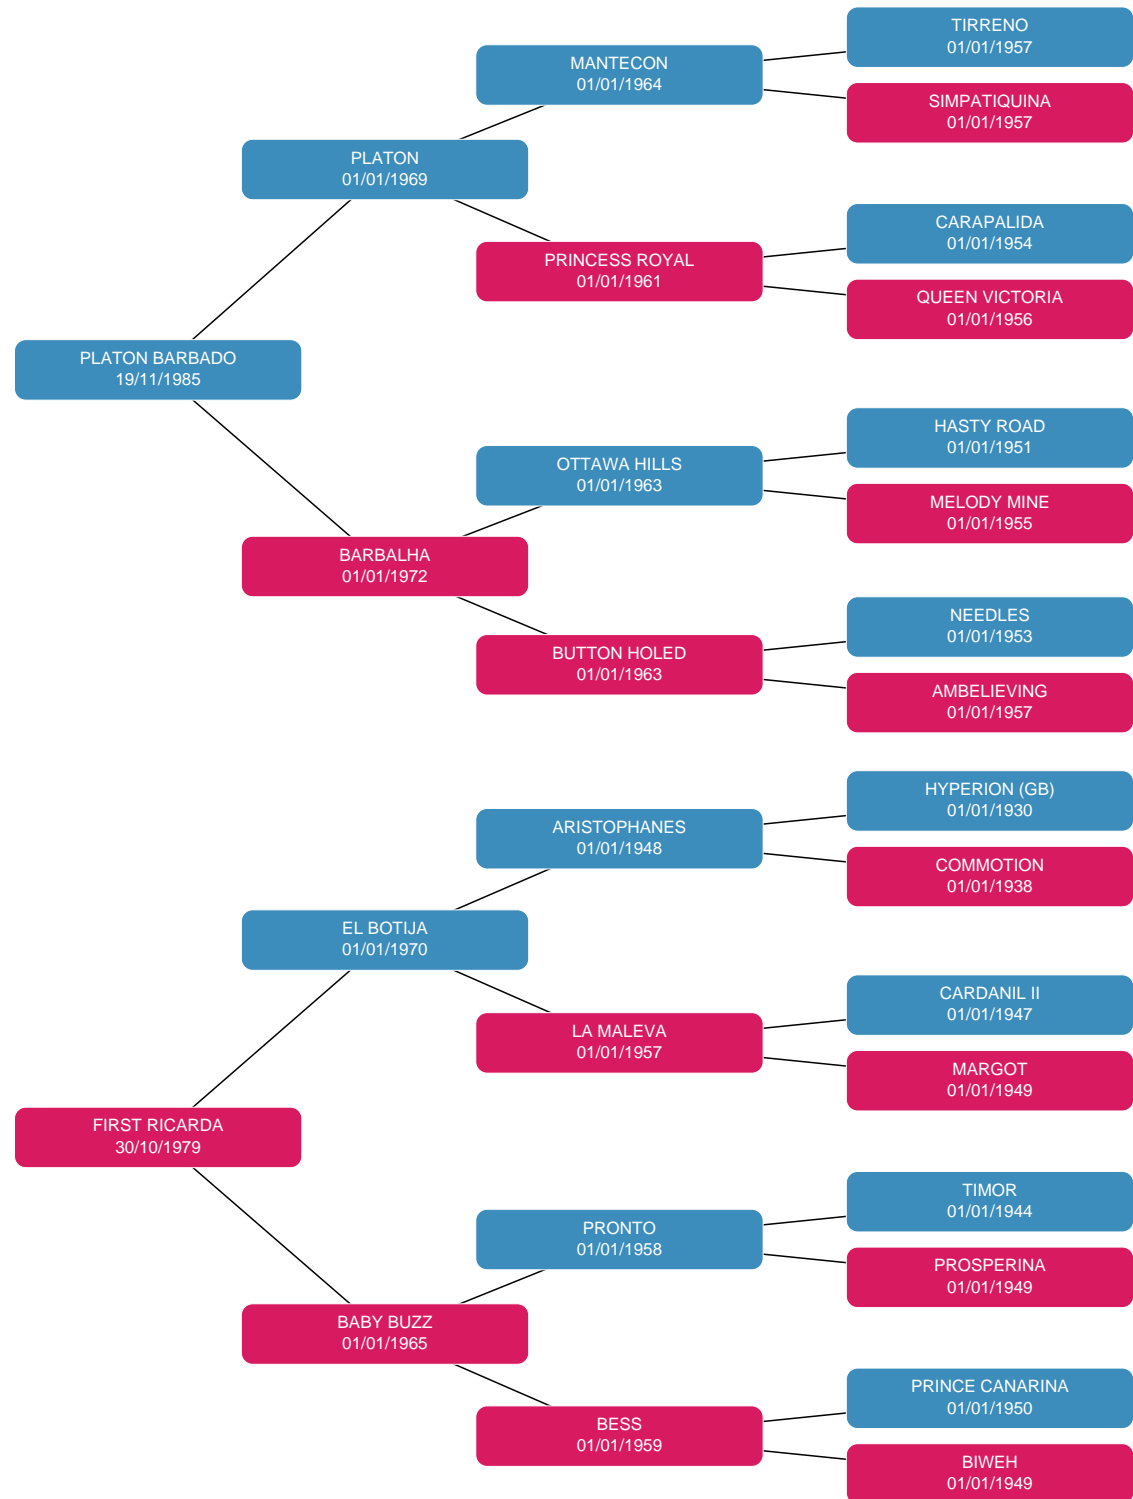 TIRRENO
01/01/1957
MANTECON
01/01/1964
SIMPATIQUINA
01/01/1957
PLATON
01/01/1969
CARAPALIDA
01/01/1954
PRINCESS ROYAL
01/01/1961
QUEEN VICTORIA
01/01/1956
PLATON BARBADO
19/11/1985
HASTY ROAD
01/01/1951
OTTAWA HILLS
01/01/1963
MELODY MINE
01/01/1955
BARBALHA
01/01/1972
NEEDLES
01/01/1953
BUTTON HOLED
01/01/1963
AMBELIEVING
01/01/1957
HYPERION (GB)
01/01/1930
ARISTOPHANES
01/01/1948
COMMOTION
01/01/1938
EL BOTIJA
01/01/1970
CARDANIL II
01/01/1947
LA MALEVA
01/01/1957
MARGOT
01/01/1949
FIRST RICARDA
30/10/1979
TIMOR
01/01/1944
PRONTO
01/01/1958
PROSPERINA
01/01/1949
BABY BUZZ
01/01/1965
PRINCE CANARINA
01/01/1950
BESS
01/01/1959
BIWEH
01/01/1949